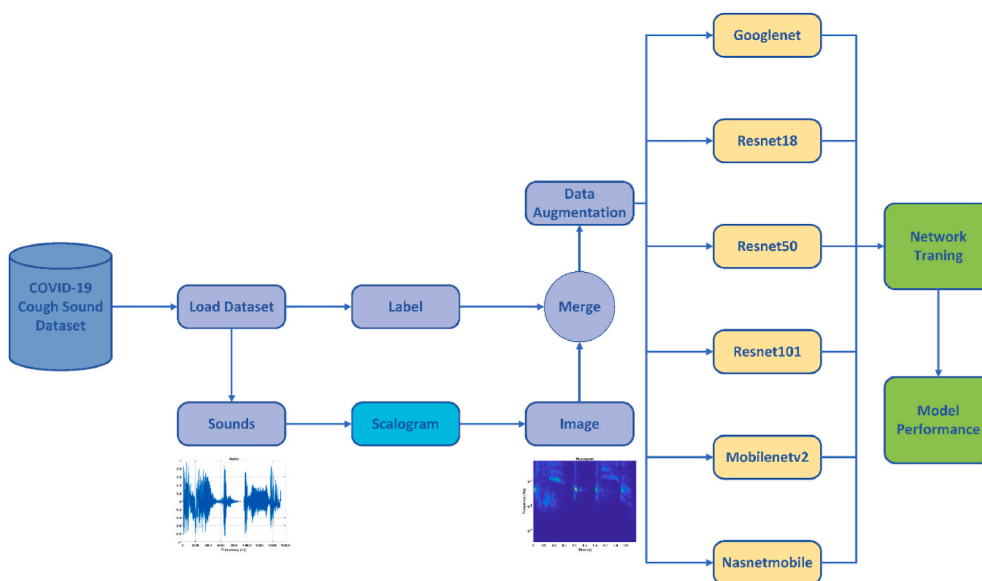 Googlenet
Resnet18
Data
Augmentation
Resnet50
Network
Traning
COVID-19
Cough Sound
Dataset
Load Dataset
Label
Merge
Resnet101
Sounds
Scalogram
Image
Model
Performance
Mobilenetv2
Nasnetmobile